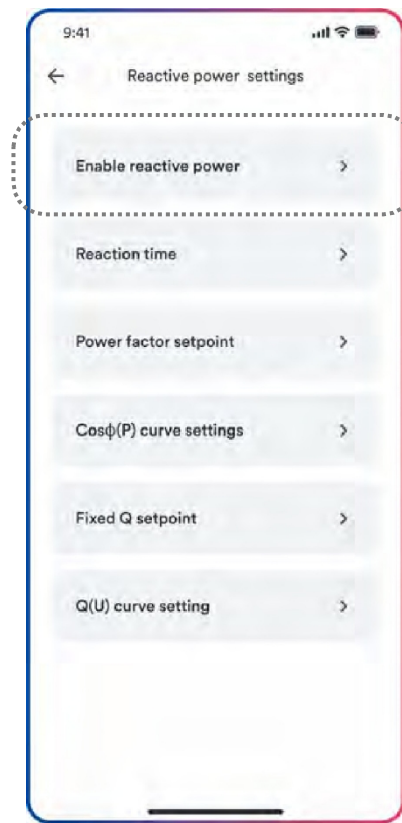 9:41
Reactive power settings
Enable reactive power
Reaction time
Power factor setpoint
Cosϕ(P) curve settings
Fixed Q setpoint
Q(U) curve setting